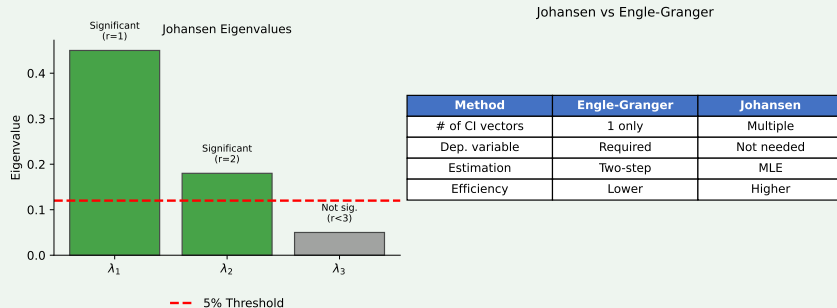 Johansen vs Engle-Granger
Significant
(r=1)
Johansen Eigenvalues
0.4
0.3
0.2
0.1
0.0
Eigenvalue
Significant
(r=2)
Not sig.
(r<3)
λ1
λ2
λ3
5% Threshold
Method Engle-Granger Johansen
# of CI vectors 1 only Multiple
Dep. variable Required Not needed
Estimation Two-step MLE
Efficiency Lower Higher